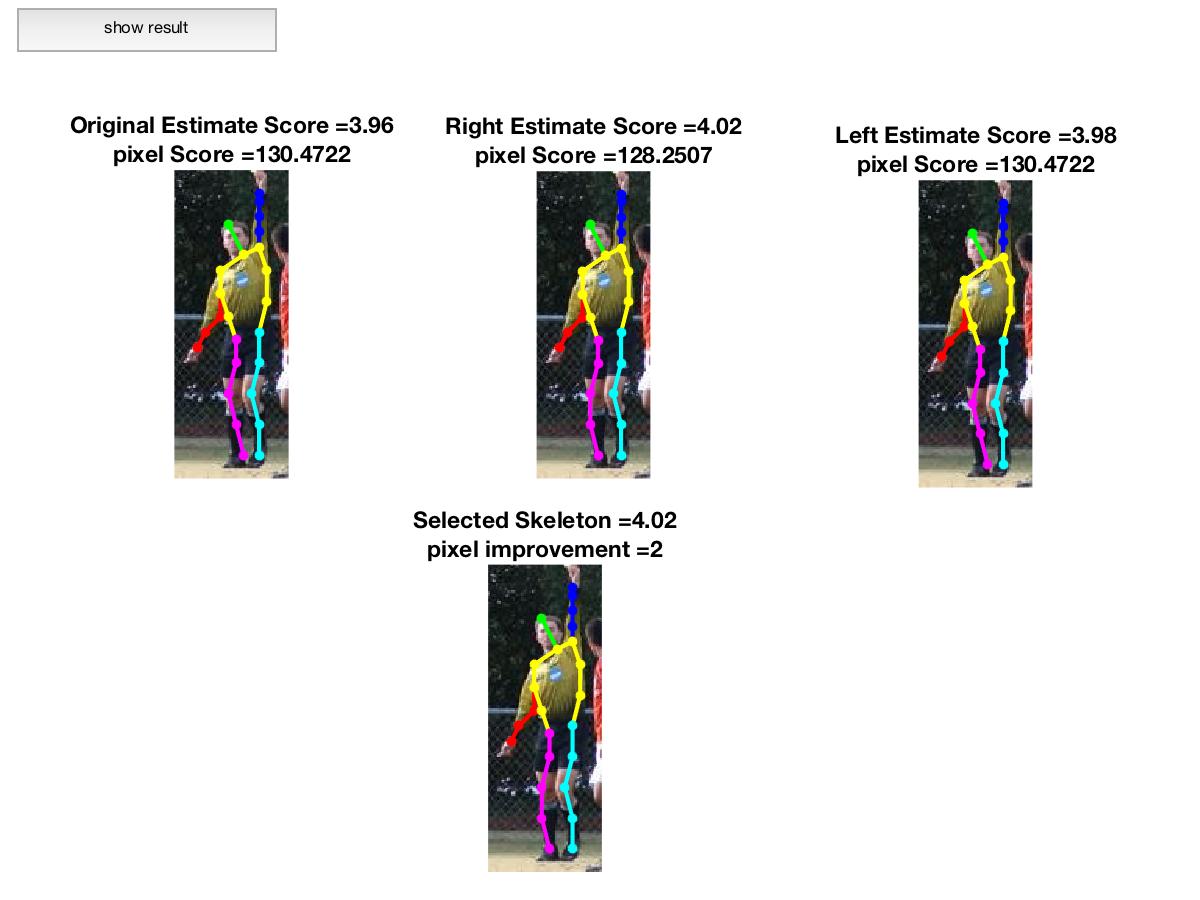 show result
Original Estimate Score =3.96
pixel Score =130.4722
Right Estimate Score =4.02
pixel Score =128.2507
Left Estimate Score =3.98
pixel Score =130.4722
Selected Skeleton =4.02
pixel improvement =2